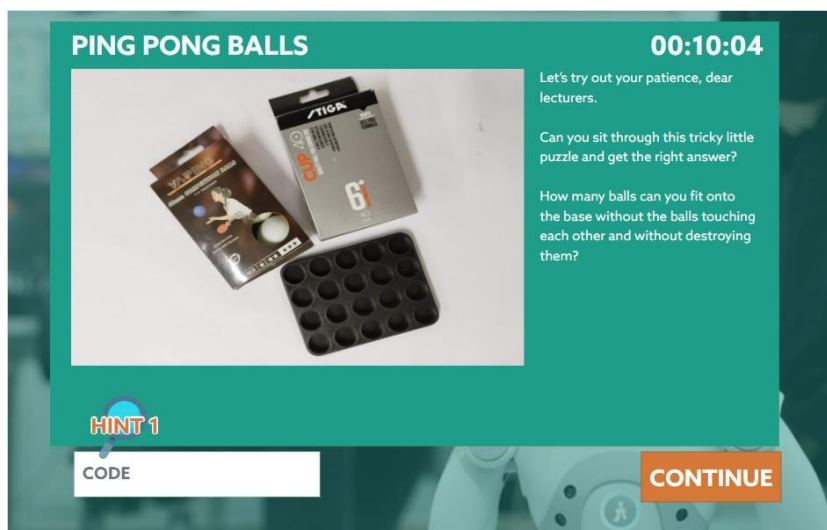 PING PONG BALLS
00:10:04
Let's try out your patience, dear
lecturers.
Can you sit through this tricky little
puzzle and get the right answer?
How many balls can you fit onto
the base without the balls touching
each other and without destroying
them?
STIGA
CUP 40
6
HINT 1
CODE
CONTINUE